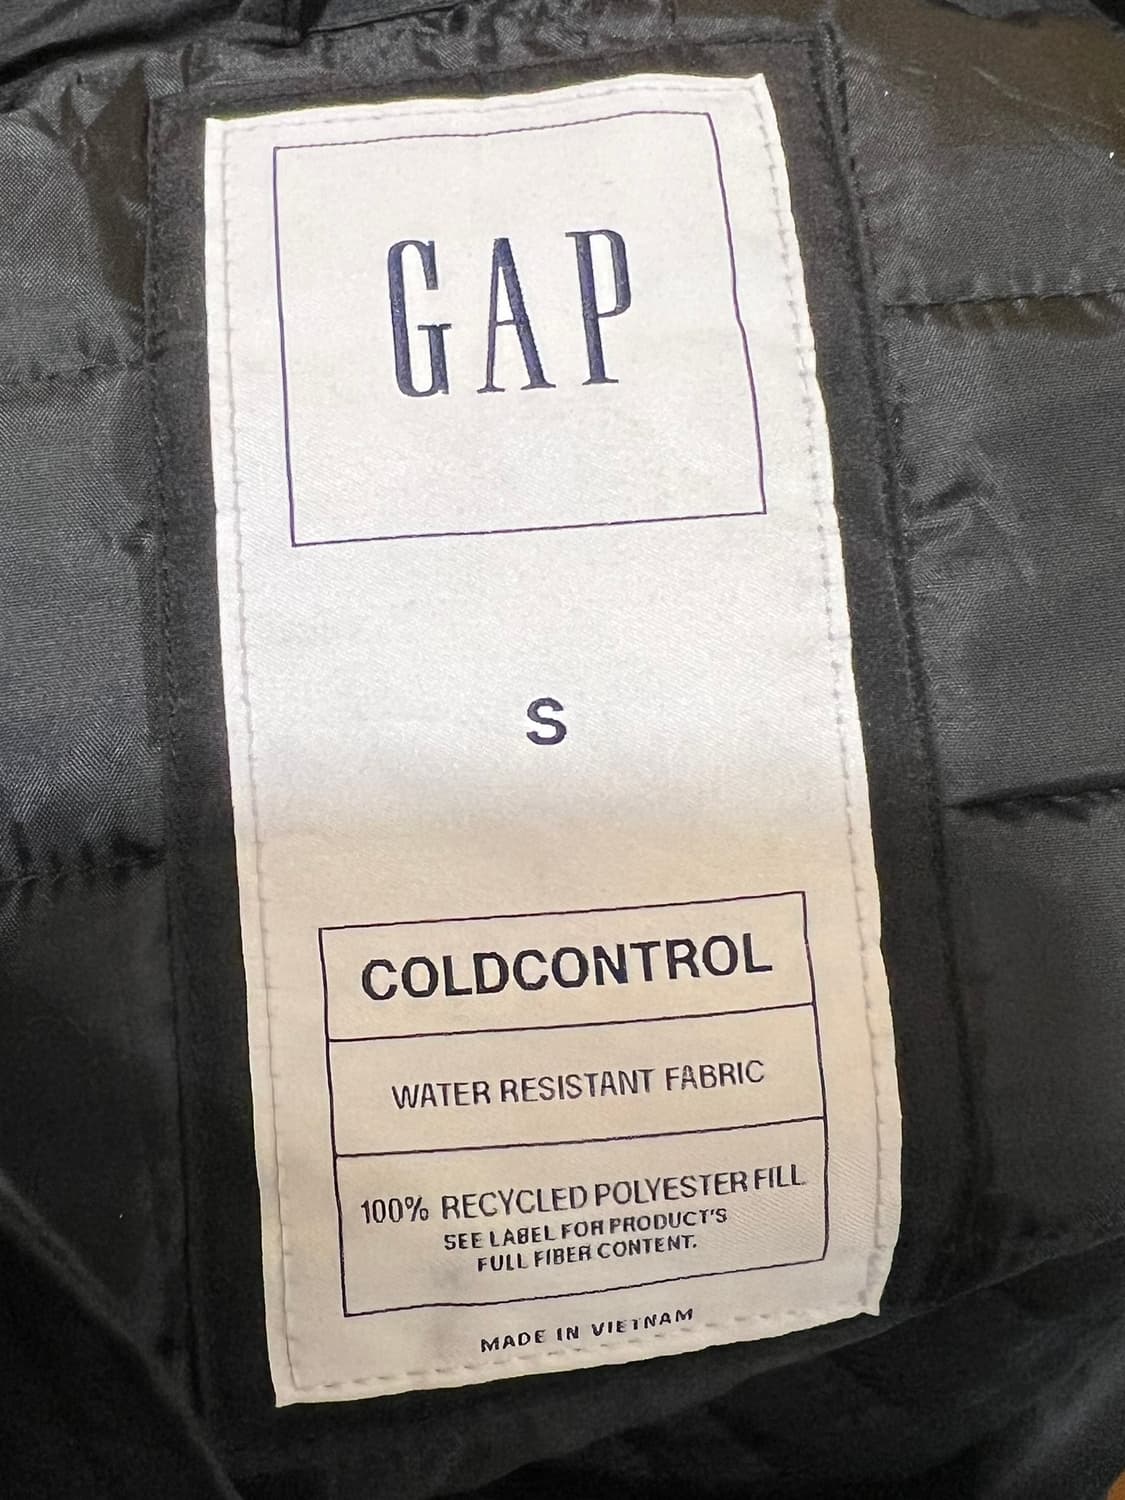 GAP
S
COLDCONTROL
WATER RESISTANT FABRIC
100% RECYCLED POLYESTER FILL
SEE LABEL FOR PRODUCT'S
FULL FIBER CONTENT.
MADE IN VIETNAM